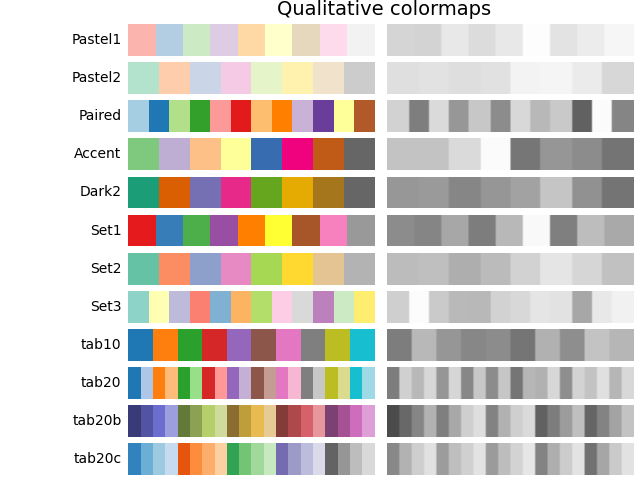 Qualitative colormaps
Pastel1
Pastel2
Paired
Accent
Dark2
Set1
Set2
Set3
tab10
tab20
tab20b
tab20c